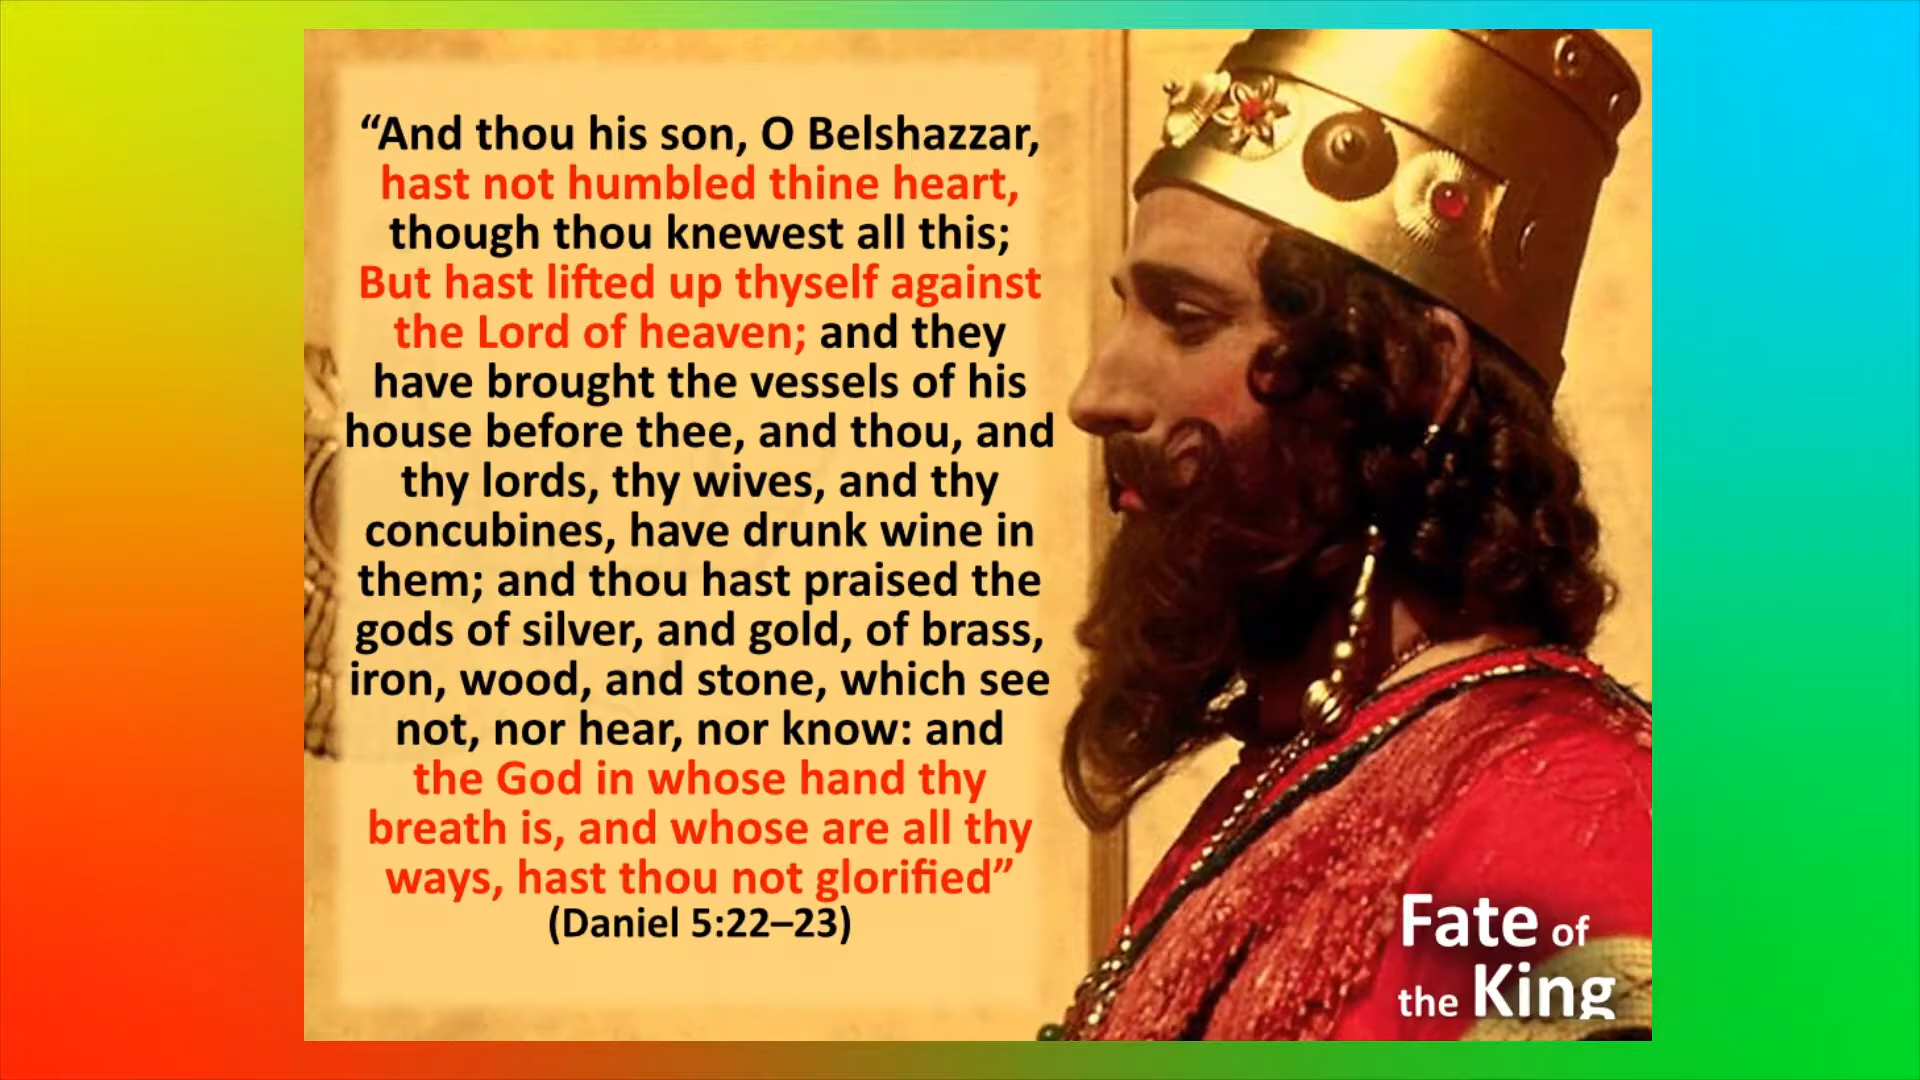 “And thou his son, O Belshazzar,
hast not humbled thine heart,
though thou knewest all this;
But hast lifted up thyself against
the Lord of heaven; and they
have brought the vessels of his
house before thee, and thou, and
thy lords, thy wives, and thy
concubines, have drunk wine in
them; and thou hast praised the
gods of silver, and gold, of brass,
iron, wood, and stone, which see
not, nor hear, nor know: and
the God in whose hand thy
breath is, and whose are all thy
ways, hast thou not glorified”
(Daniel 5:22–23)
Fate of
the King